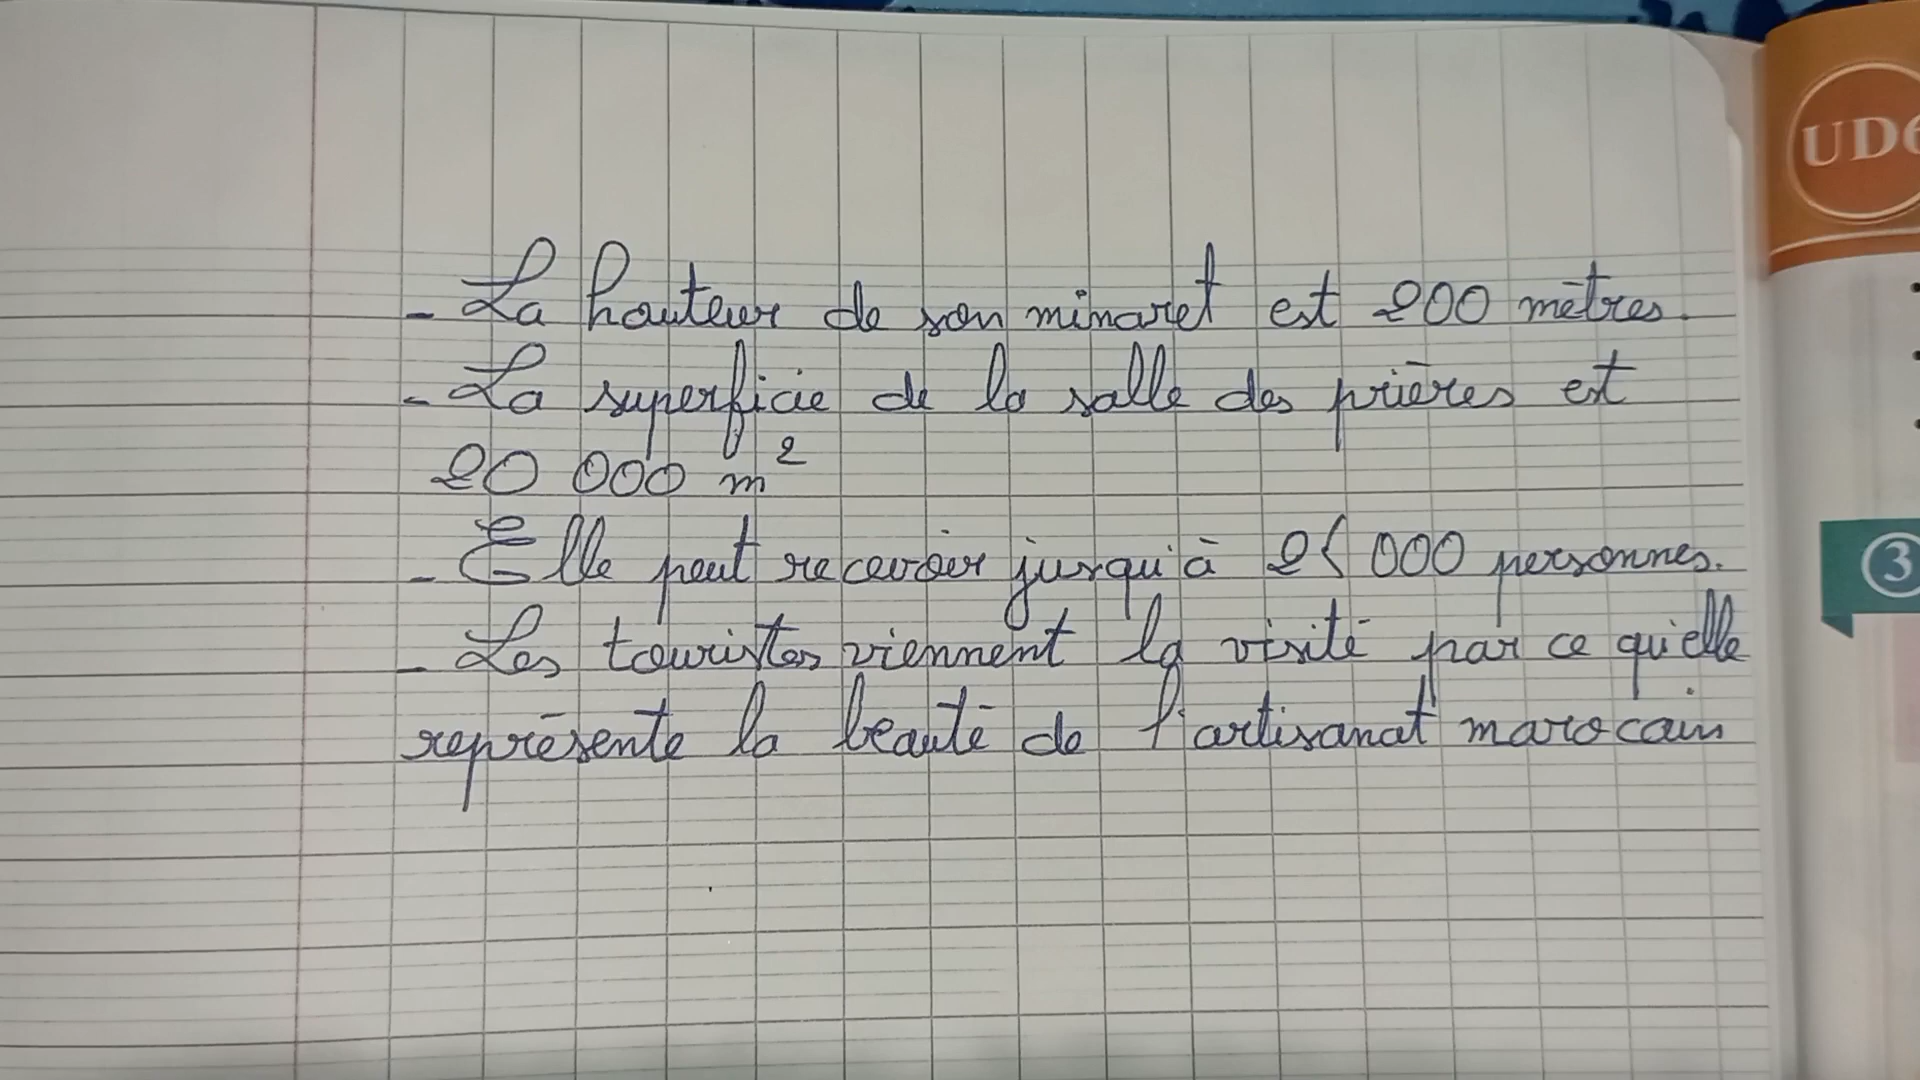 - La hauteur de son minaret est 200 mètres.
- La superficie de la salle des prières est
20 000 m²
- Elle peut recevoir jusqu'à 25 000 personnes.
- Les touristes viennent la visité par ce qu'elle
représente la beauté de l'artisanat marocain
UD6
3